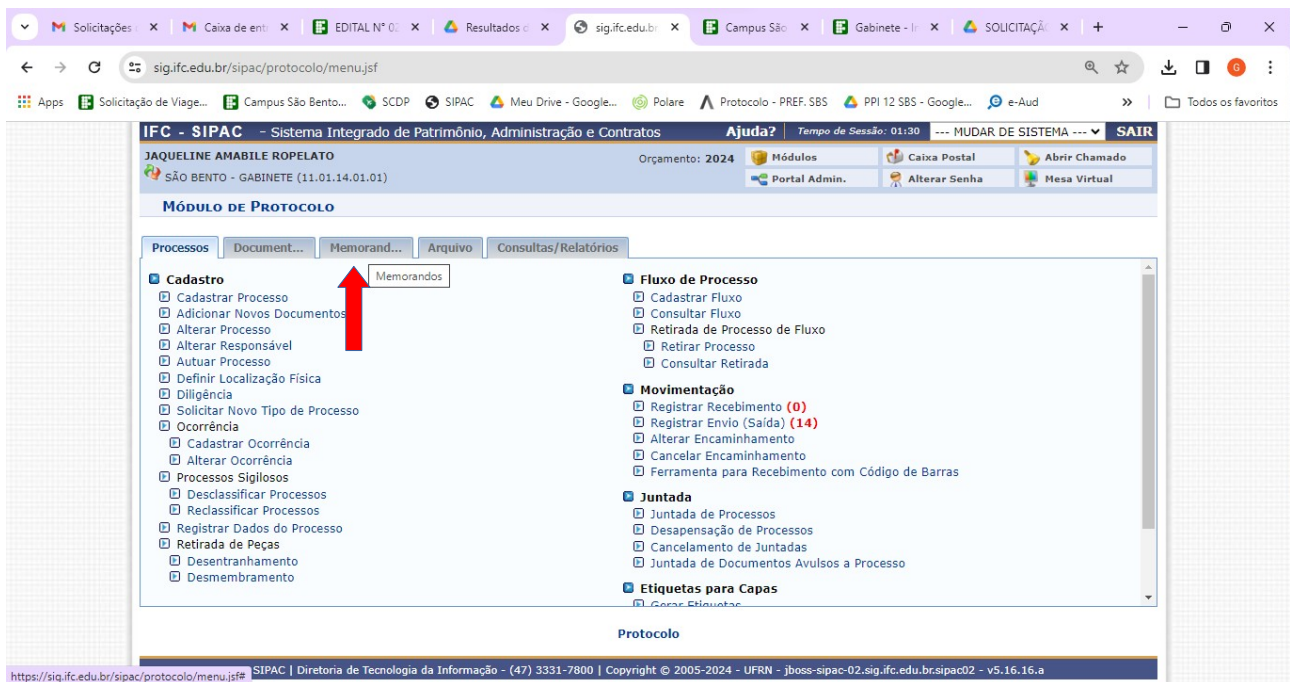 Solicitações
Caixa de ent
EDITAL N° 02
Resultados d
sig.ifc.edu.br
Campus São
Gabinete - In
SOLICITAÇÃ
sig.ifc.edu.br/sipac/protocolo/menu.jsf
G
Apps
Solicitação de Viage...
Campus São Bento...
SCDP
SIPAC
Meu Drive - Google...
Polare
Protocolo - PREF. SBS
PPI 12 SBS - Google...
e-Aud
»
Todos os favoritos
IFC - SIPAC - Sistema Integrado de Patrimônio, Administração e Contratos
Ajuda?
Tempo de Sessão: 01:30
--- MUDAR DE SISTEMA ---
SAIR
JAQUELINE AMABILE ROPELATO
SÃO BENTO - GABINETE (11.01.14.01.01)
Orçamento: 2024
Módulos
Caixa Postal
Abrir Chamado
Portal Admin.
Alterar Senha
Mesa Virtual
MÓDULO DE PROTOCOLO
Processos
Document...
Memorand...
Arquivo
Consultas/Relatórios
Memorandos
Cadastro
Cadastrar Processo
Adicionar Novos Documentos
Alterar Processo
Alterar Responsável
Autuar Processo
Definir Localização Física
Diligência
Solicitar Novo Tipo de Processo
Ocorrência
Cadastrar Ocorrência
Alterar Ocorrência
Processos Sigilosos
Desclassificar Processos
Reclassificar Processos
Registrar Dados do Processo
Retirada de Peças
Desentranhamento
Desmembramento
Fluxo de Processo
Cadastrar Fluxo
Consultar Fluxo
Retirada de Processo de Fluxo
Retirar Processo
Consultar Retirada
Movimentação
Registrar Recebimento (0)
Registrar Envio (Saída) (14)
Alterar Encaminhamento
Cancelar Encaminhamento
Ferramenta para Recebimento com Código de Barras
Juntada
Juntada de Processos
Desapensação de Processos
Cancelamento de Juntadas
Juntada de Documentos Avulsos a Processo
Etiquetas para Capas
Gerar Etiquetas
Protocolo
SIPAC | Diretoria de Tecnologia da Informação - (47) 3331-7800 | Copyright © 2005-2024 - UFRN - jboss-sipac-02.sig.ifc.edu.br.sipac02 - v5.16.16.a
https://sig.ifc.edu.br/sipac/protocolo/menu.jsf#